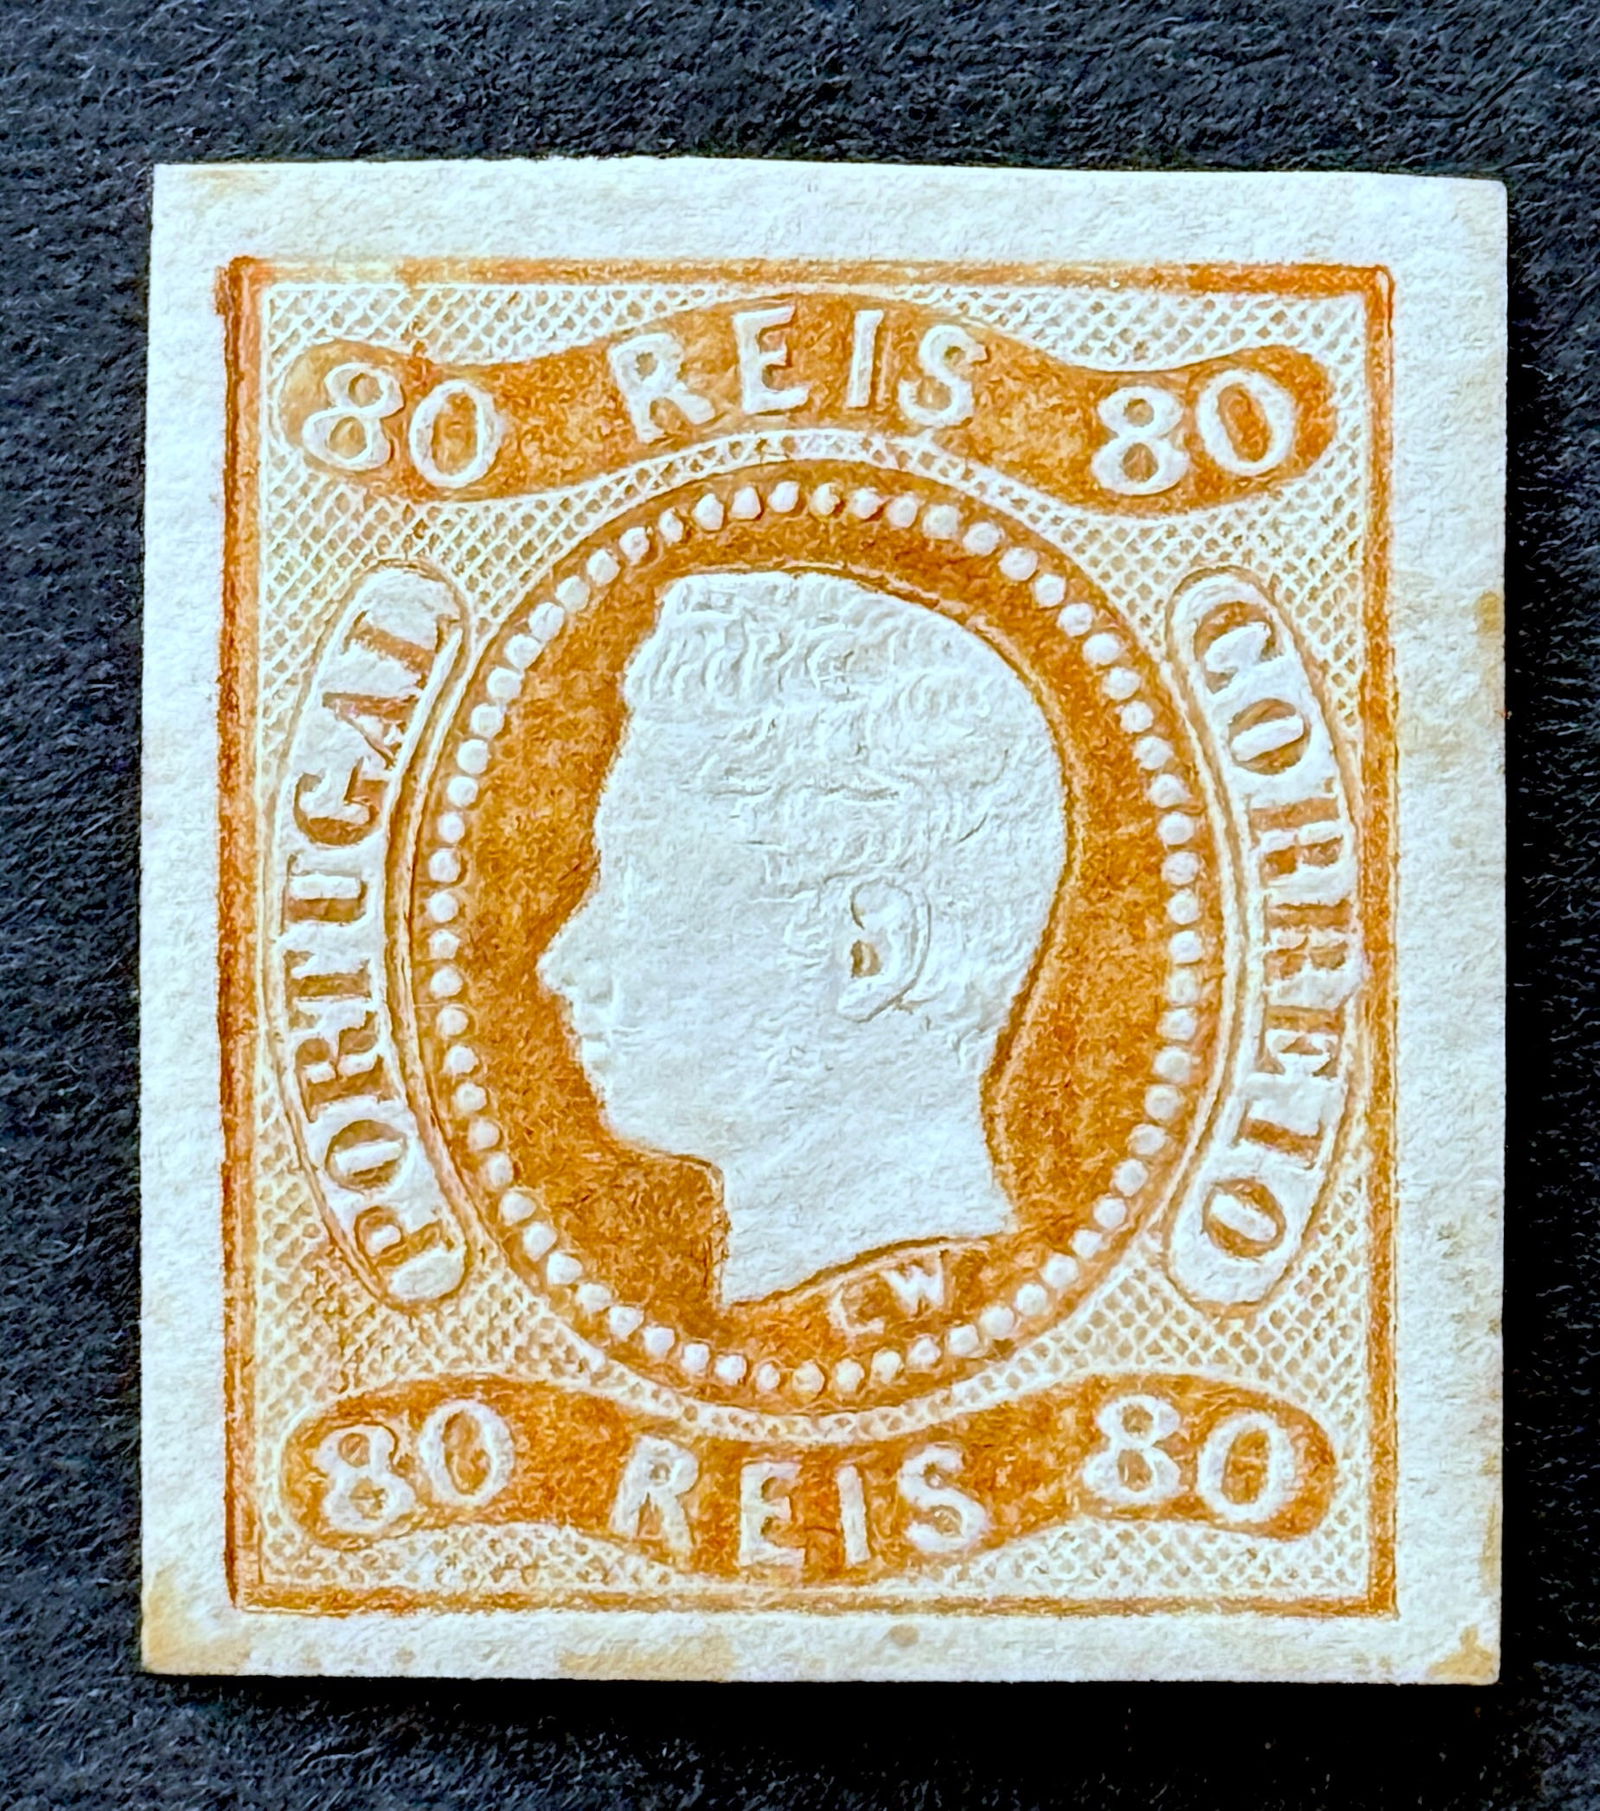 80 REIS 80
PORTUGAL
CORREIO
CW
80 REIS 80